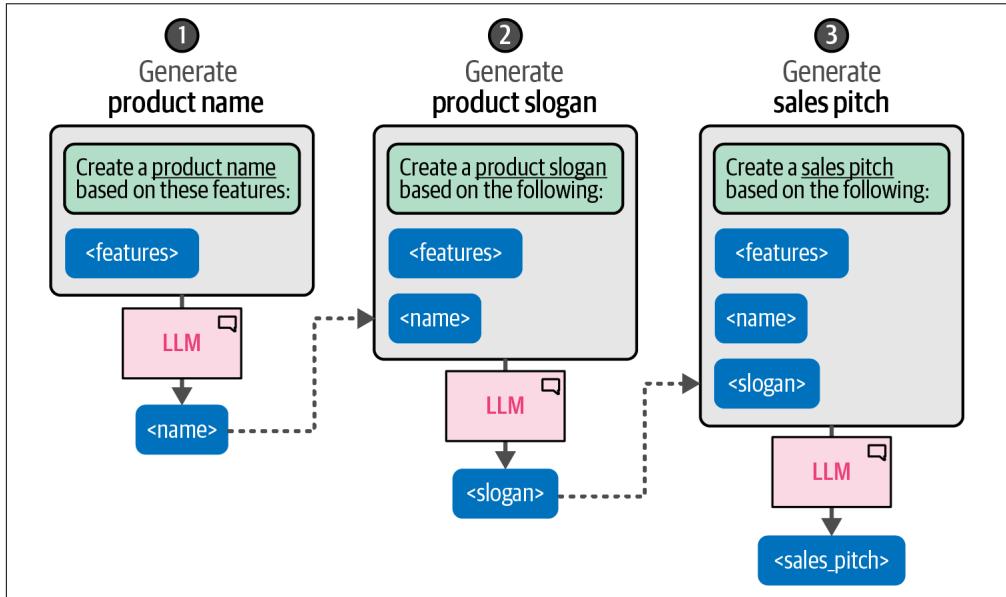 1
Generate
product name
Create a product name
based on these features:
<features>
LLM
<name>
2
Generate
product slogan
Create a product slogan
based on the following:
<features>
<name>
LLM
<slogan>
3
Generate
sales pitch
Create a sales pitch
based on the following:
<features>
<name>
<slogan>
LLM
<sales_pitch>